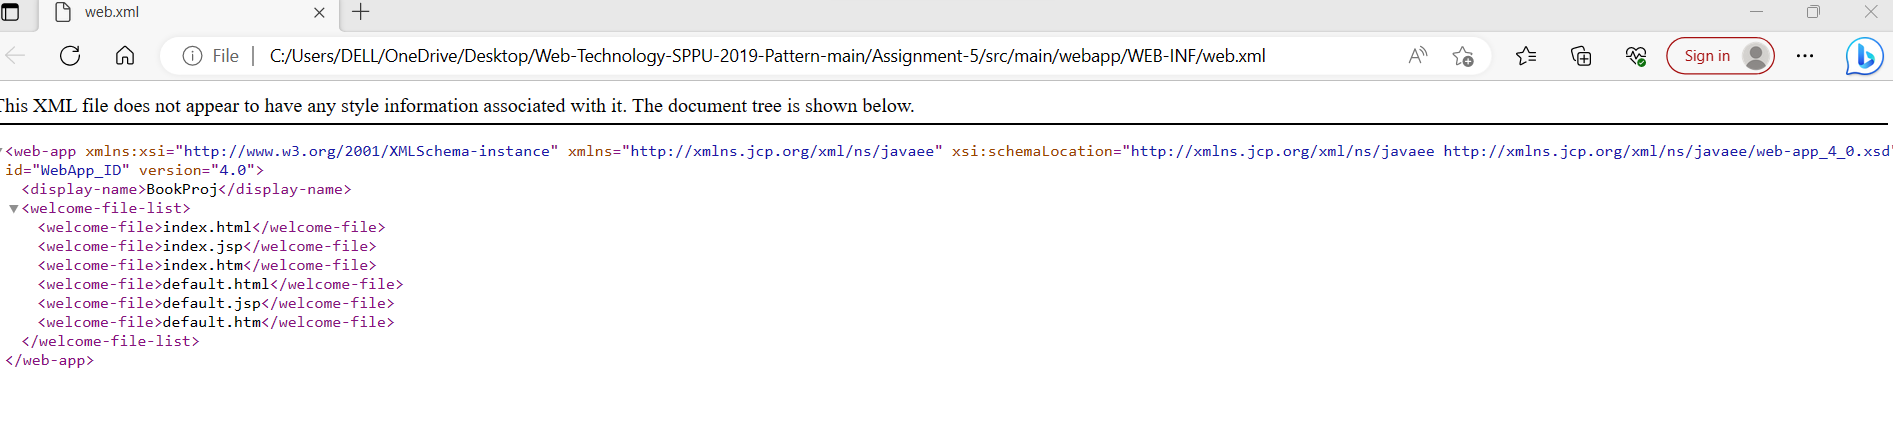 web.xml
File C:/Users/DELL/OneDrive/Desktop/Web-Technology-SPPU-2019-Pattern-main/Assignment-5/src/main/webapp/WEB-INF/web.xml Sign in
This XML file does not appear to have any style information associated with it. The document tree is shown below.
<web-app xmlns:xsi="http://www.w3.org/2001/XMLSchema-instance" xmlns="http://xmlns.jcp.org/xml/ns/javaee" xsi:schemaLocation="http://xmlns.jcp.org/xml/ns/javaee http://xmlns.jcp.org/xml/ns/javaee/web-app_4_0.xsd"
id="WebApp_ID" version="4.0">
<display-name>BookProj</display-name>
<welcome-file-list>
<welcome-file>index.html</welcome-file>
<welcome-file>index.jsp</welcome-file>
<welcome-file>index.htm</welcome-file>
<welcome-file>default.html</welcome-file>
<welcome-file>default.jsp</welcome-file>
<welcome-file>default.htm</welcome-file>
</welcome-file-list>
</web-app>